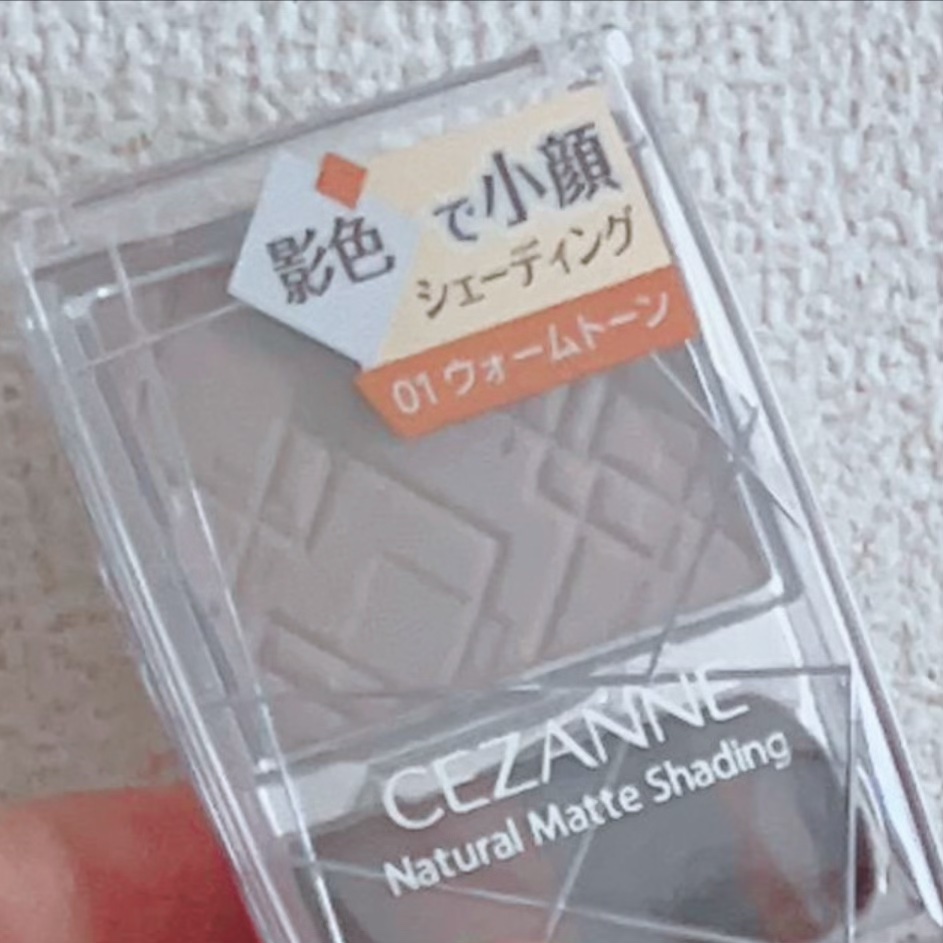 影色で小顔
シェーディング
01 ウォームトーン
CEZANNE
Natural Matte Shading